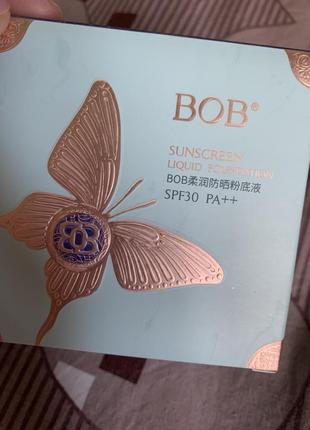 BOB®
SUNSCREEN
LIQUID FOUNDATION
BOB柔润防晒粉底液
SPF30 PA++